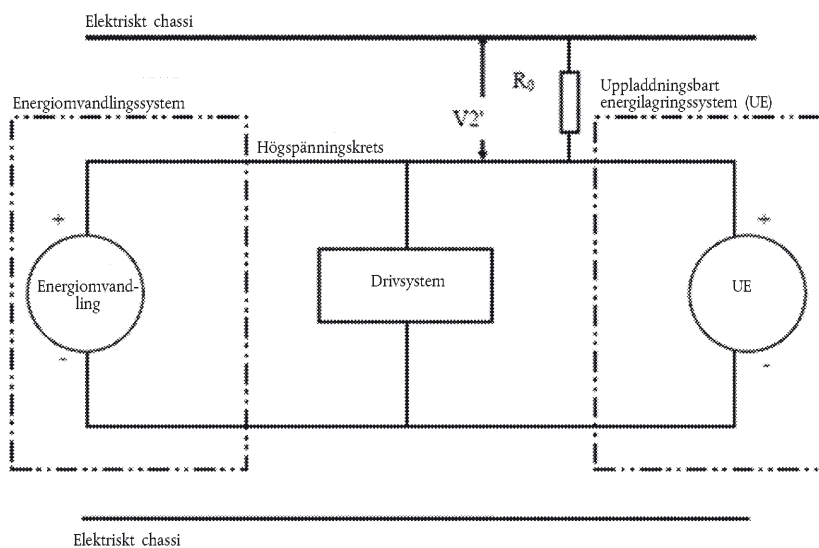 Elektriskt chassi
R0
Uppladdningsbart
energilagringssystem (UE)
Energiomvandlingssystem
V2'
Högspänningskrets
+
+
Energiomvand-
ling
Drivsystem
UE
-
-
Elektriskt chassi